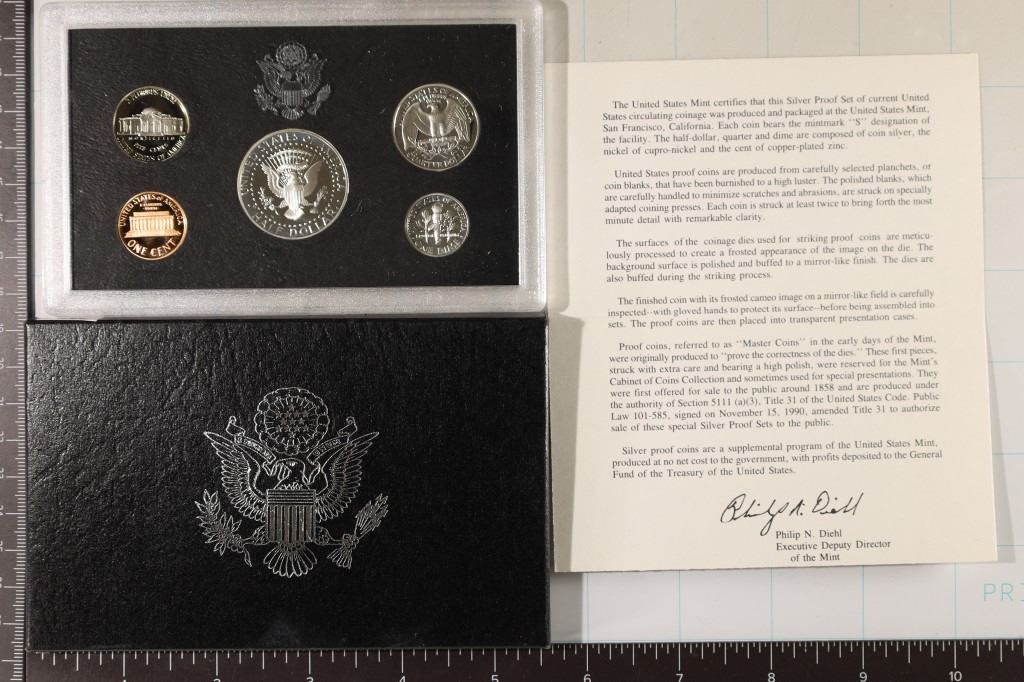 E PLURIBUS UNUM
MONTICELLO
FIVE CENTS
UNITED STATES OF AMERICA
UNITED STATES OF AMERICA
ONE CENT
HALF DOLLAR
QUARTER DOLLAR
ONE DIME
The United States Mint certifies that this Silver Proof Set of current United
States circulating coinage was produced and packaged at the United States Mint,
San Francisco, California. Each coin bears the mintmark "S" designation of
the facility. The half-dollar, quarter and dime are composed of coin silver, the
nickel of cupro-nickel and the cent of copper-plated zinc.
United States proof coins are produced from carefully selected planchets, or
coin blanks, that have been burnished to a high luster. The polished blanks, which
are carefully handled to minimize scratches and abrasions, are struck on specially
adapted coining presses. Each coin is struck at least twice to bring forth the most
minute detail with remarkable clarity.
The surfaces of the coinage dies used for striking proof coins are meticu-
lously processed to create a frosted appearance of the image on the die. The
background surface is polished and buffed to a mirror-like finish. The dies are
also buffed during the striking process.
The finished coin with its frosted cameo image on a mirror-like field is carefully
inspected--with gloved hands to protect its surface--before being assembled into
sets. The proof coins are then placed into transparent presentation cases.
Proof coins, referred to as "Master Coins" in the early days of the Mint,
were originally produced to "prove the correctness of the dies." These first pieces,
struck with extra care and bearing a high polish, were reserved for the Mint's
Cabinet of Coins Collection and sometimes used for special presentations. They
were first offered for sale to the public around 1858 and are produced under
the authority of Section 5111 (a)(3), Title 31 of the United States Code. Public
Law 101-585, signed on November 15, 1990, amended Title 31 to authorize
sale of these special Silver Proof Sets to the public.
Silver proof coins are a supplemental program of the United States Mint,
produced at no net cost to the government, with profits deposited to the General
Fund of the Treasury of the United States.
Philip N. Diehl
Philip N. Diehl
Executive Deputy Director
of the Mint
PRI
1 2 3 4 5 6 7 8 9 10